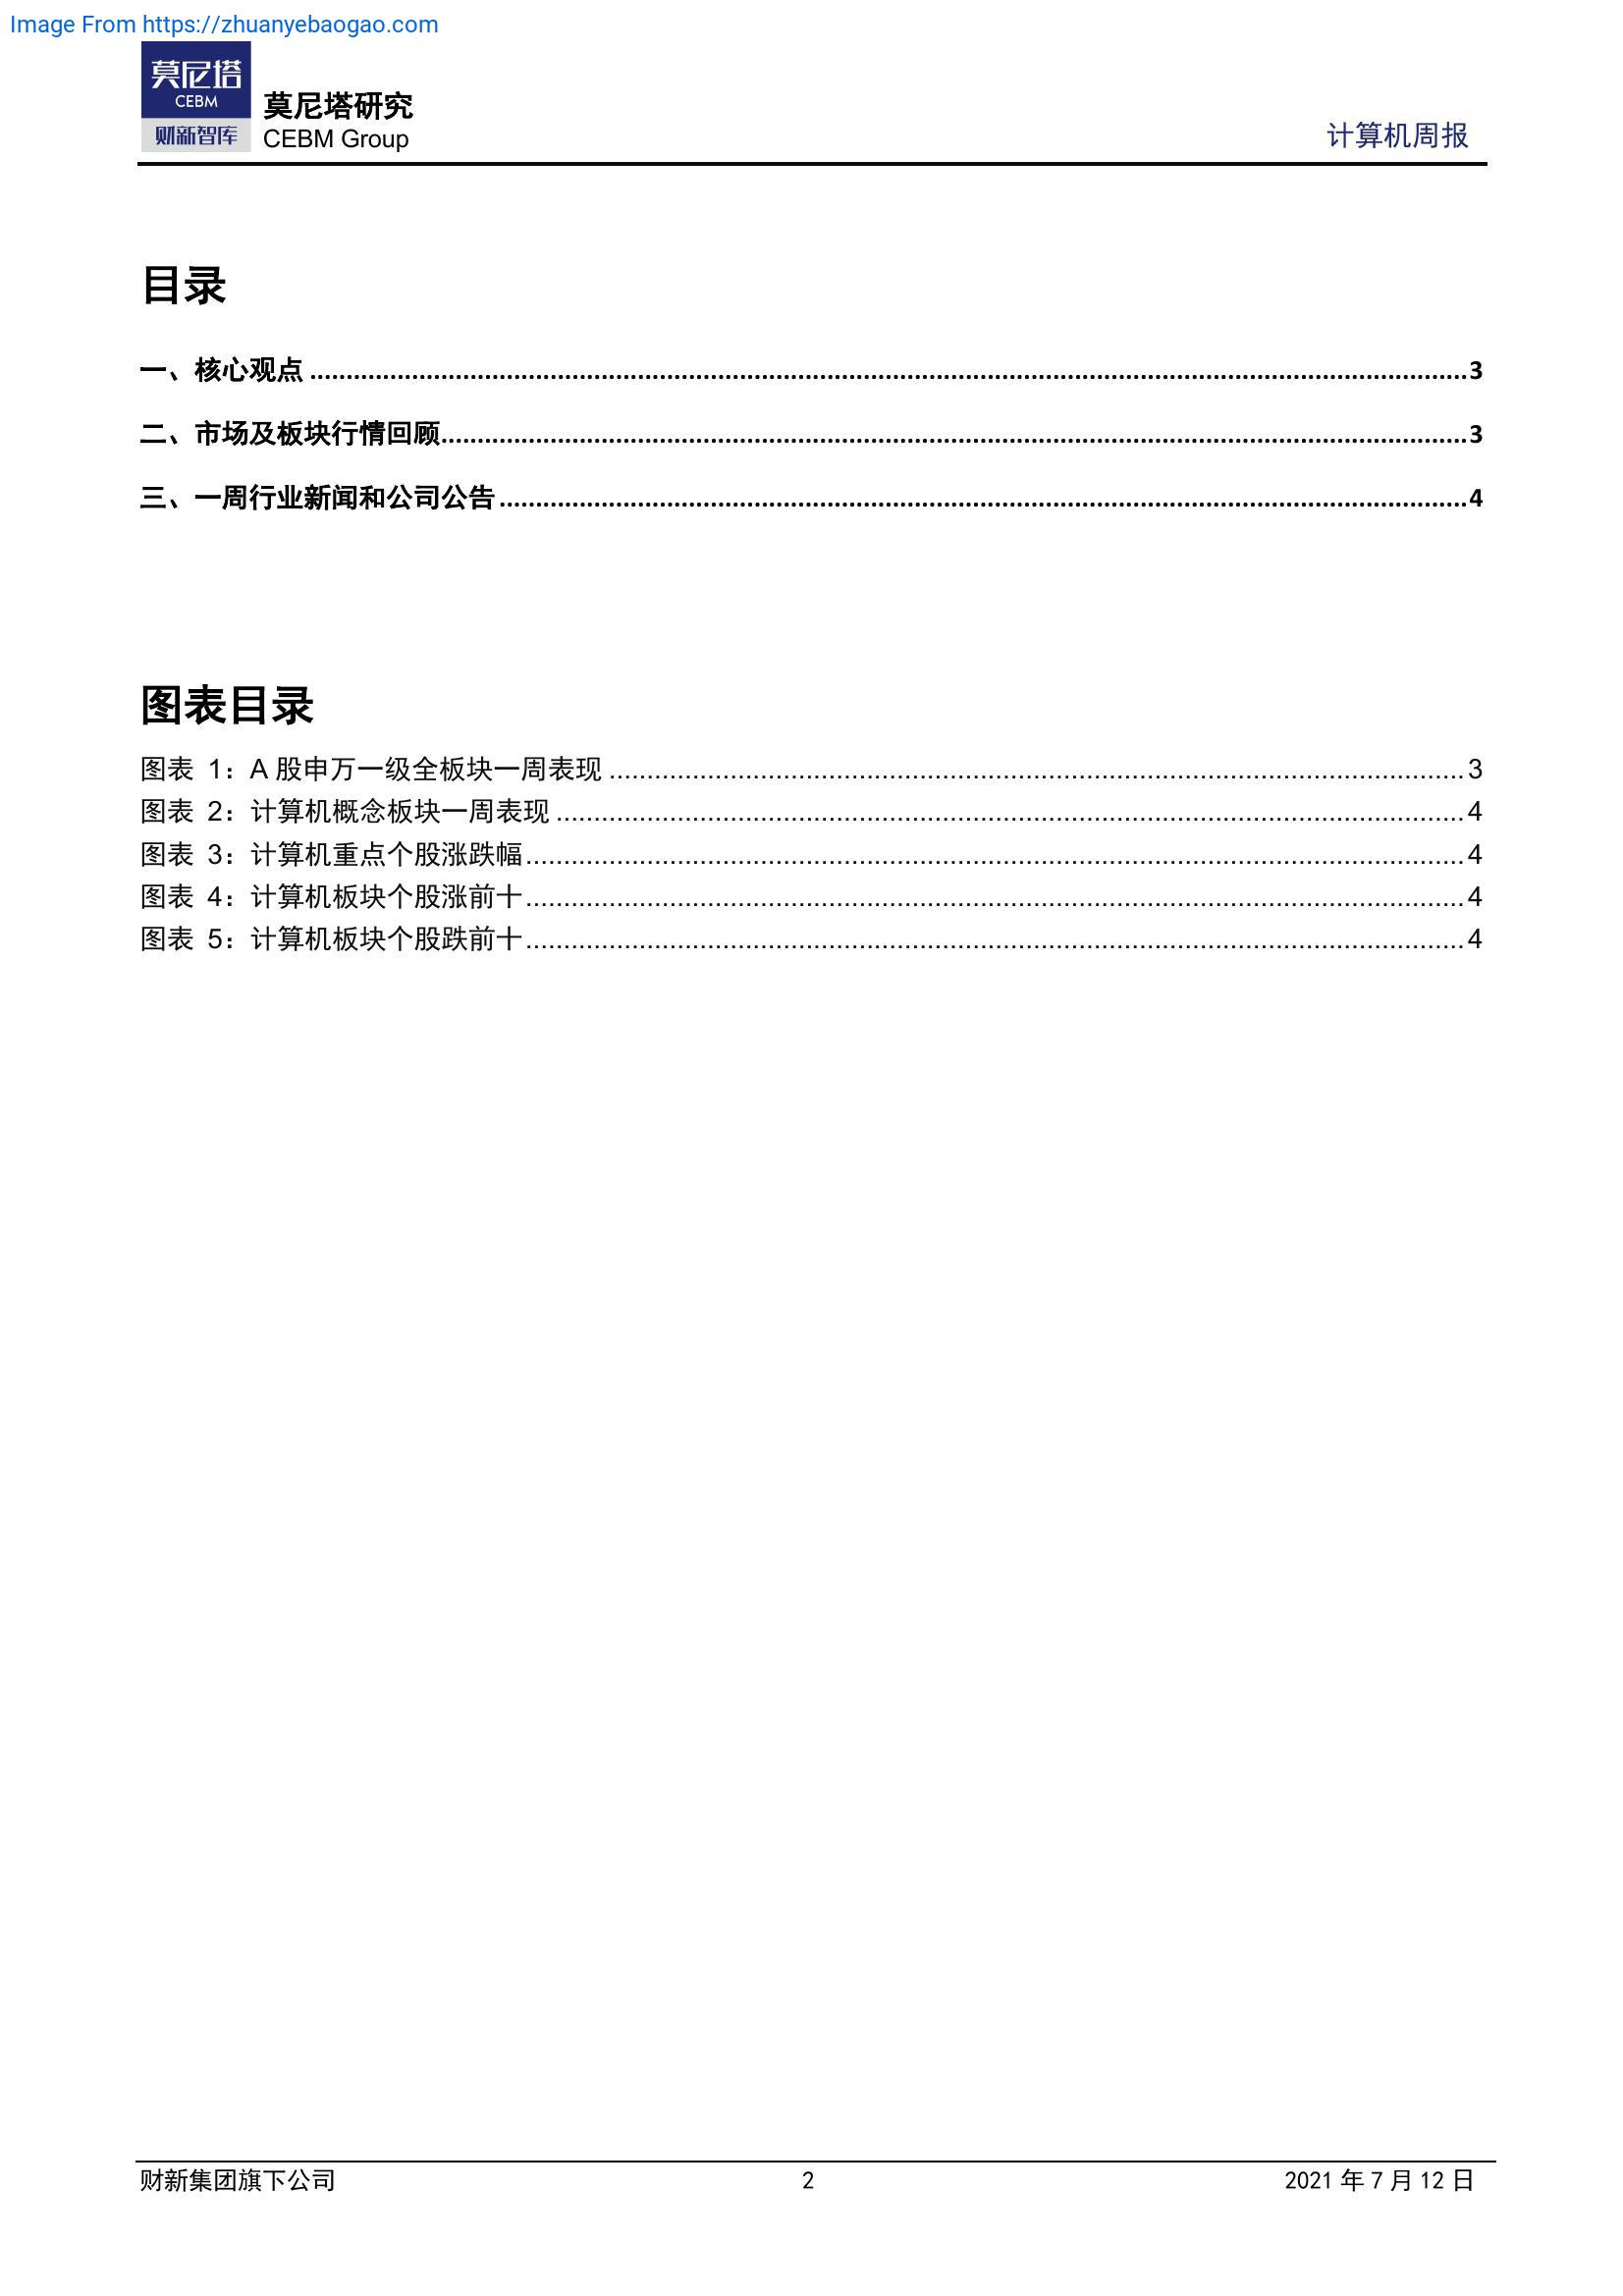 Image From https://zhuanyebaogao.com
莫尼塔
CEBM
财新智库
莫尼塔研究
CEBM Group
计算机周报
目录
一、核心观点 ........................................ 3
二、市场及板块行情回顾........................................ 3
三、一周行业新闻和公司公告 ........................................ 4
图表目录
图表 1：A 股申万一级全板块一周表现 ........................................ 3
图表 2：计算机概念板块一周表现 ........................................ 4
图表 3：计算机重点个股涨跌幅 ........................................ 4
图表 4：计算机板块个股涨前十 ........................................ 4
图表 5：计算机板块个股跌前十 ........................................ 4
财新集团旗下公司 2 2021 年 7 月 12 日